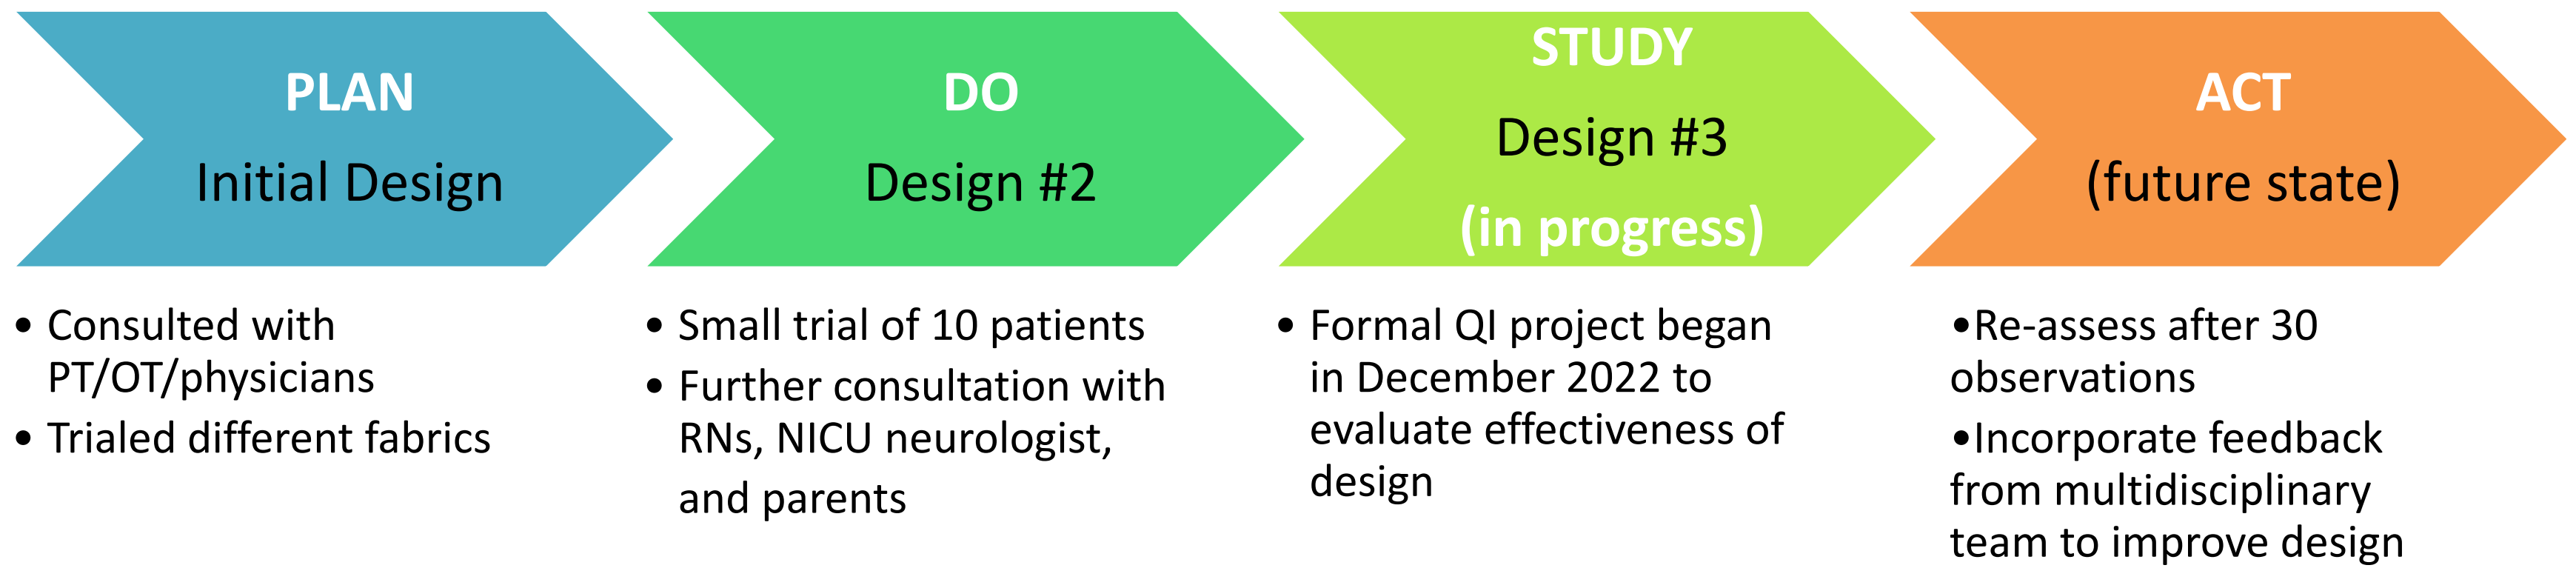 PLAN
Initial Design
• Consulted with
PT/OT/physicians
• Trialed different fabrics
DO
Design #2
• Small trial of 10 patients
• Further consultation with
RNs, NICU neurologist,
and parents
STUDY
Design #3
(in progress)
• Formal QI project began
in December 2022 to
evaluate effectiveness of
design
ACT
(future state)
•Re-assess after 30
observations
•Incorporate feedback
from multidisciplinary
team to improve design